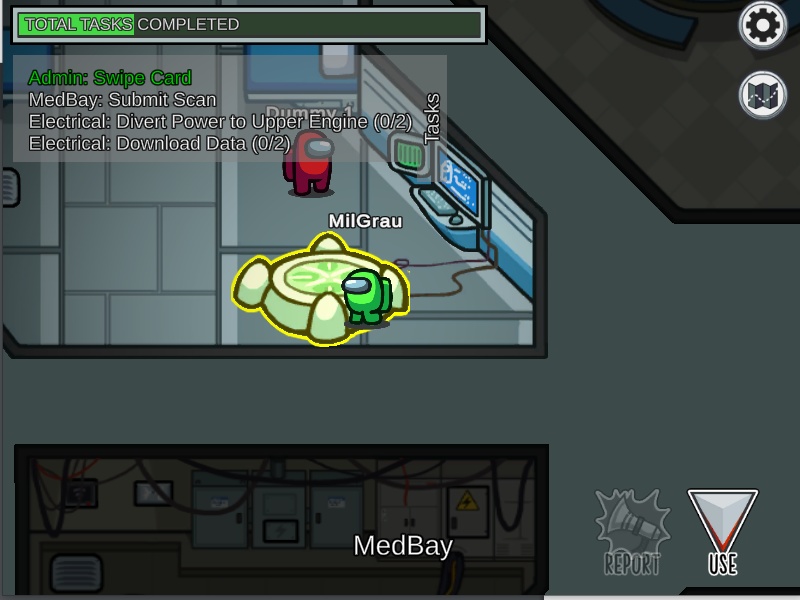 TOTAL TASKS COMPLETED
Admin: Swipe Card
MedBay: Submit Scan
Electrical: Divert Power to Upper Engine (0/2)
Electrical: Download Data (0/2)
Tasks
Dummy 1
MilGrau
MedBay
REPORT
USE